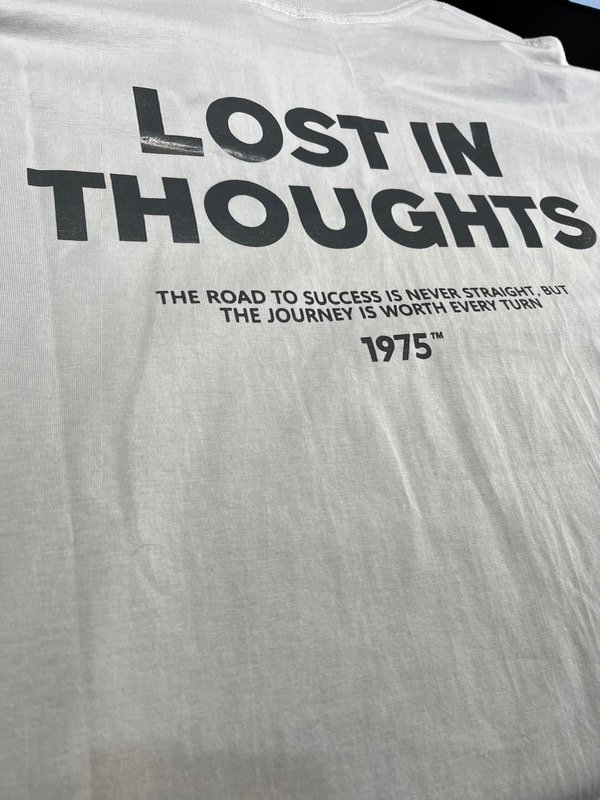 LOST IN
THOUGHTS
THE ROAD TO SUCCESS IS NEVER STRAIGHT. BUT
THE JOURNEY IS WORTH EVERY TURN
1975™